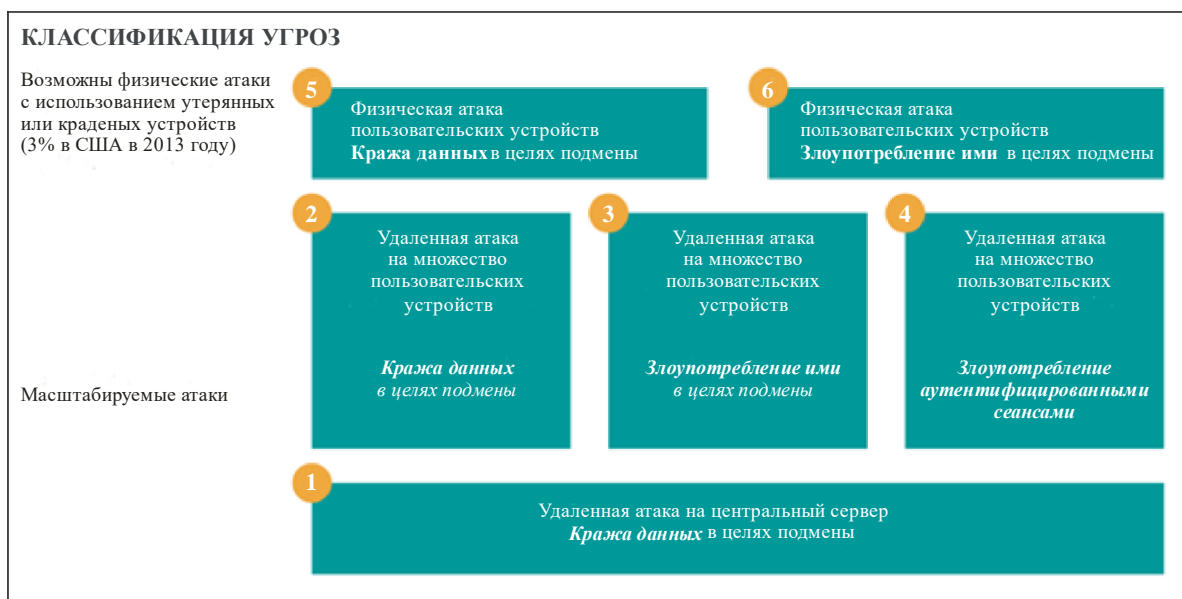 КЛАССИФИКАЦИЯ УГРОЗ
Возможны физические атаки
с использованием утерянных
или краденых устройств
(3% в США в 2013 году)
5
Физическая атака
пользовательских устройств
Кража данных в целях подмены
6
Физическая атака
пользовательских устройств
Злоупотребление ими в целях подмены
Масштабируемые атаки
2
Удаленная атака
на множество
пользовательских
устройств
Кража данных
в целях подмены
3
Удаленная атака
на множество
пользовательских
устройств
Злоупотребление ими
в целях подмены
4
Удаленная атака
на множество
пользовательских
устройств
Злоупотребление
аутентифицированными
сеансами
1
Удаленная атака на центральный сервер
Кража данных в целях подмены